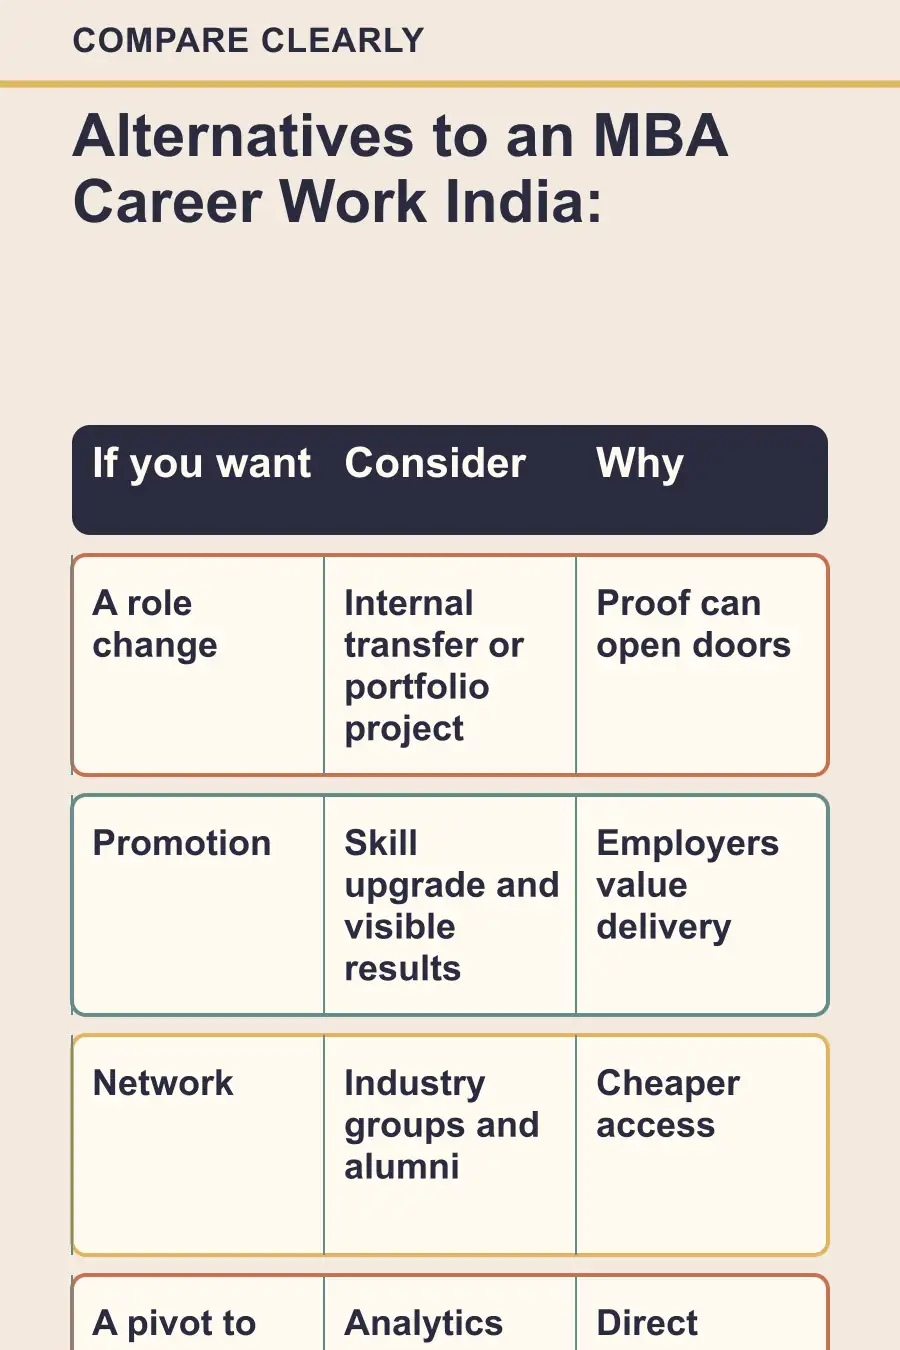 COMPARE CLEARLY
Alternatives to an MBA
Career Work India:
If you want Consider Why
A role
change
Internal
transfer or
portfolio
project
Proof can
open doors
Promotion
Skill
upgrade and
visible
results
Employers
value
delivery
Network
Industry
groups and
alumni
Cheaper
access
A pivot to
Analytics
Direct